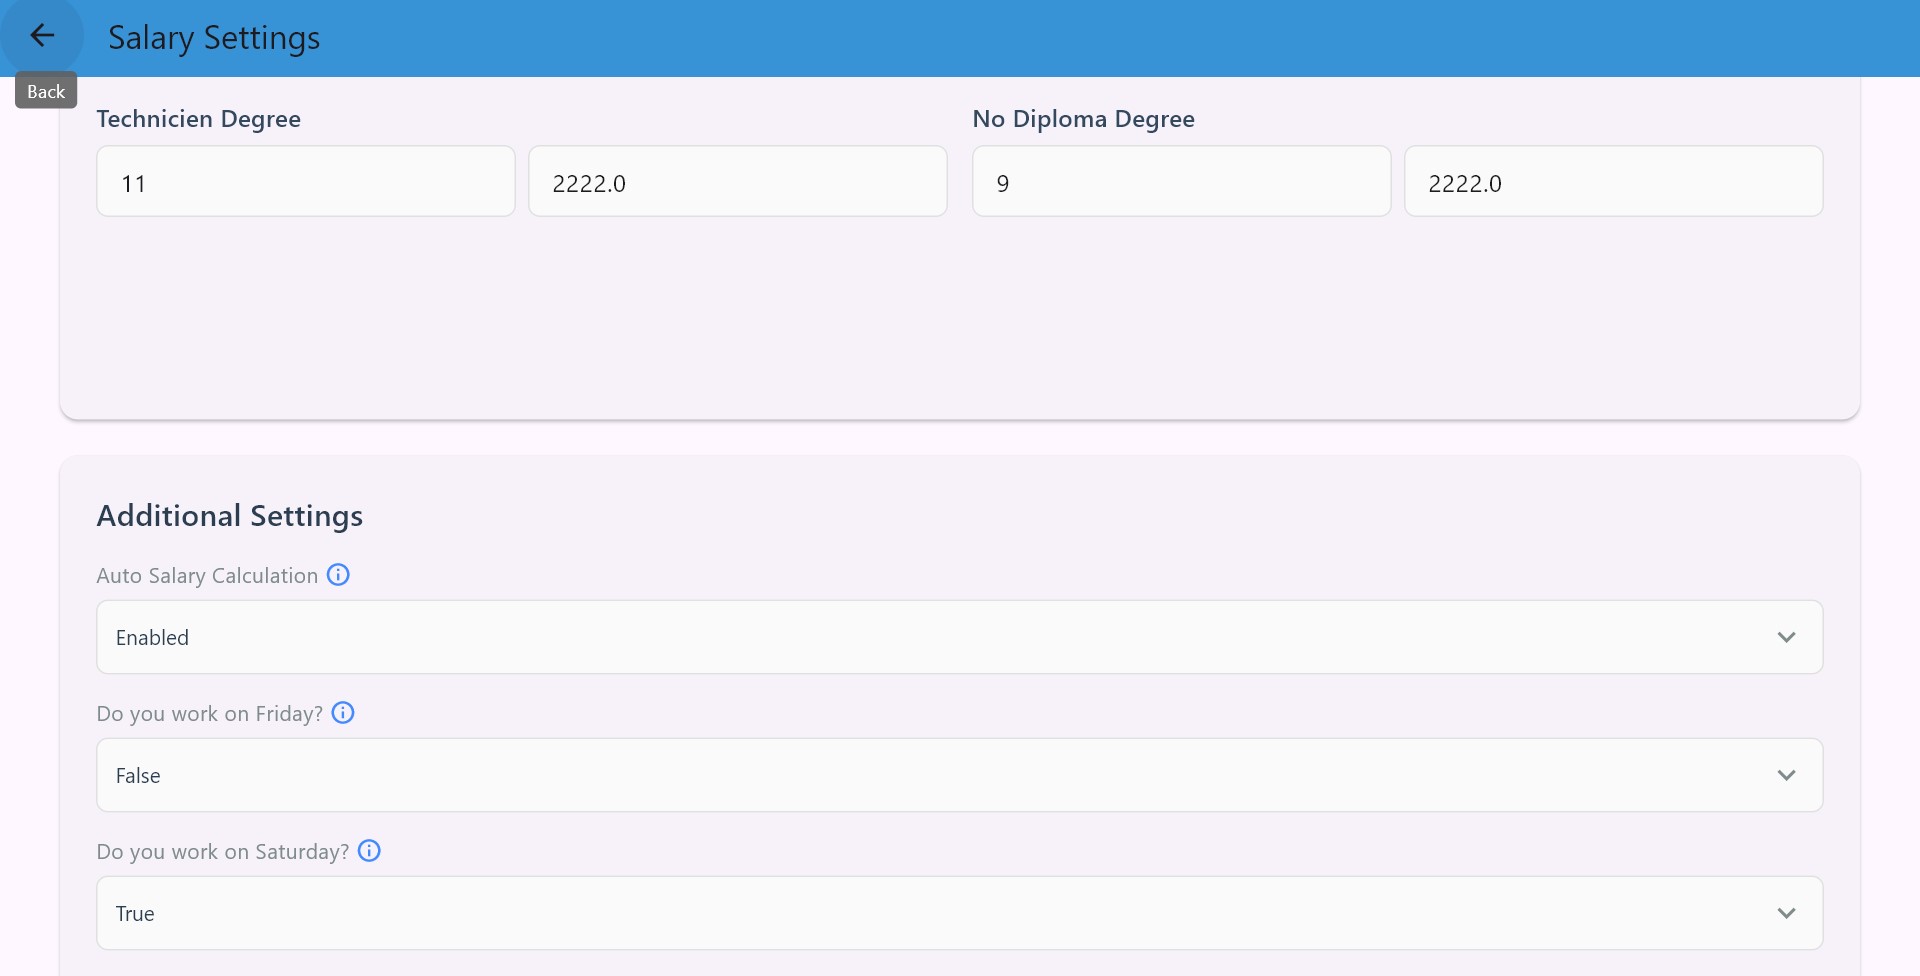 Salary Settings
Back
Technicien Degree
No Diploma Degree
11
2222.0
9
2222.0
Additional Settings
Auto Salary Calculation
Enabled
Do you work on Friday?
False
Do you work on Saturday?
True